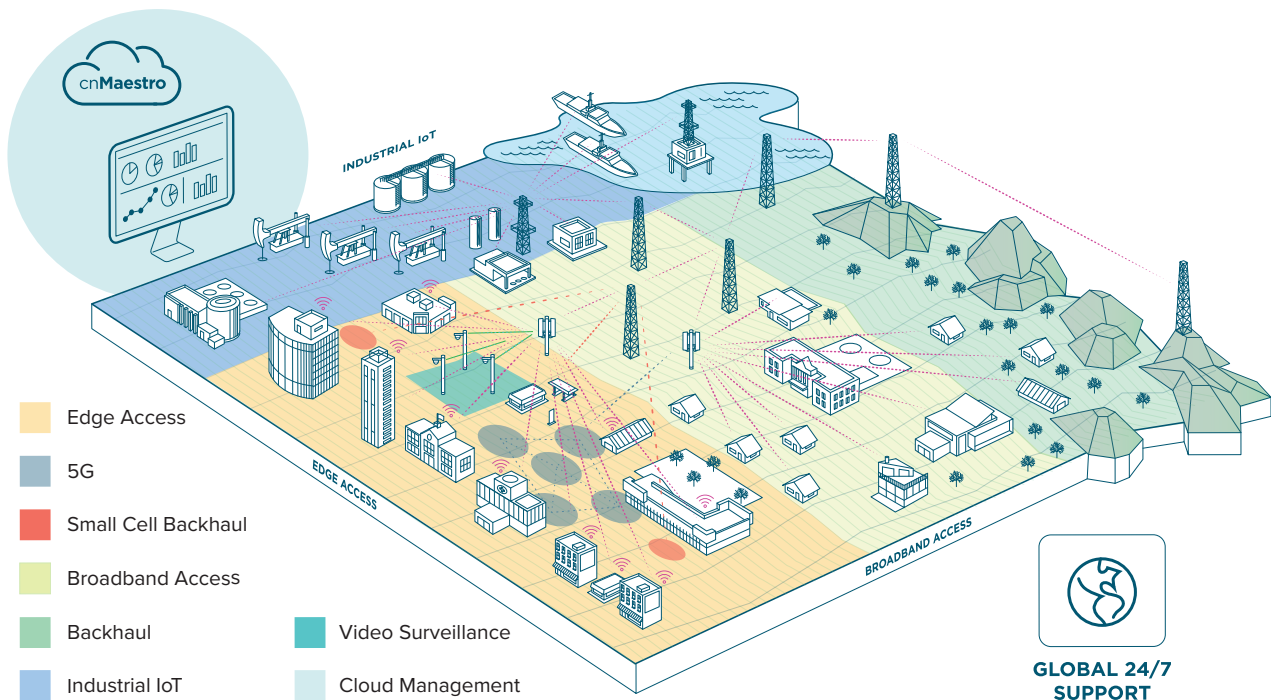 cnMaestro
INDUSTRIAL IoT
EDGE ACCESS
BROADBAND ACCESS
Edge Access
5G
Small Cell Backhaul
Broadband Access
Backhaul
Industrial IoT
Video Surveillance
Cloud Management
GLOBAL 24/7
SUPPORT